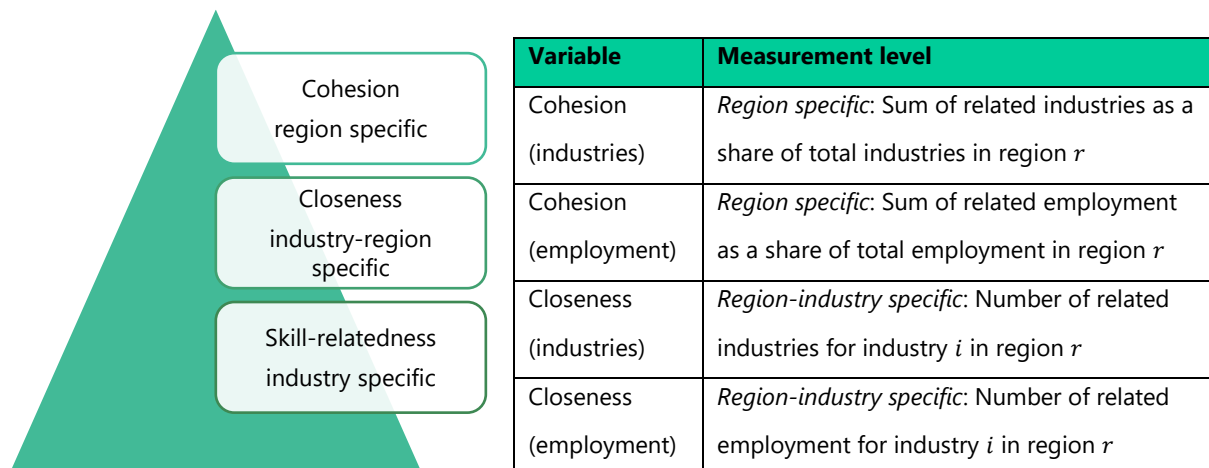 Cohesion
region specific
Closeness
industry-region
specific
Skill-relatedness
industry specific
Variable Measurement level
Cohesion
(industries)
Region specific: Sum of related industries as a
share of total industries in region r
Cohesion
(employment)
Region specific: Sum of related employment
as a share of total employment in region r
Closeness
(industries)
Region-industry specific: Number of related
industries for industry i in region r
Closeness
(employment)
Region-industry specific: Number of related
employment for industry i in region r